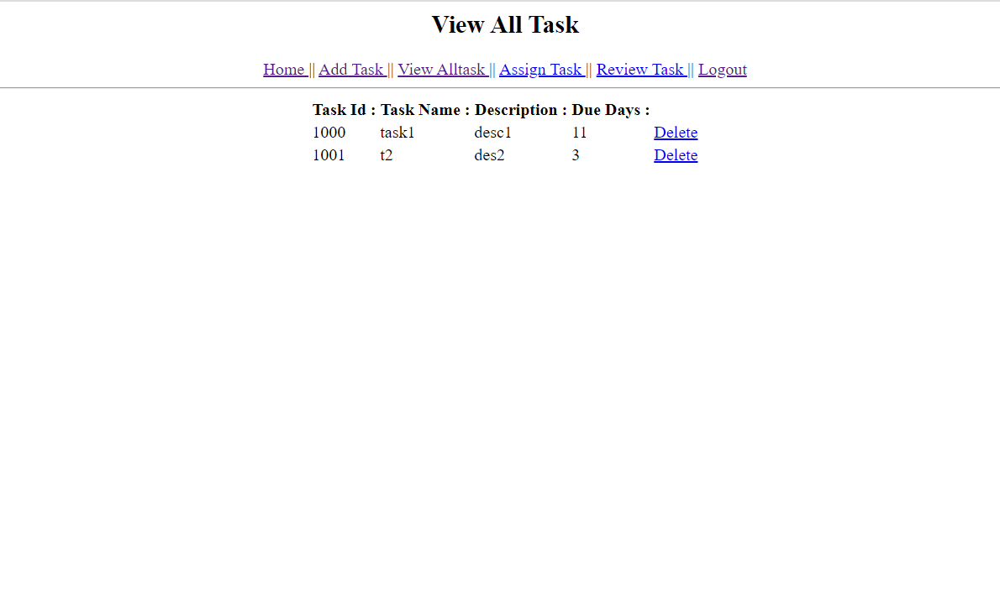 View All Task
Home || Add Task || View Alltask || Assign Task || Review Task || Logout
Task Id : Task Name : Description : Due Days :
1000 task1 desc1 11 Delete
1001 t2 des2 3 Delete